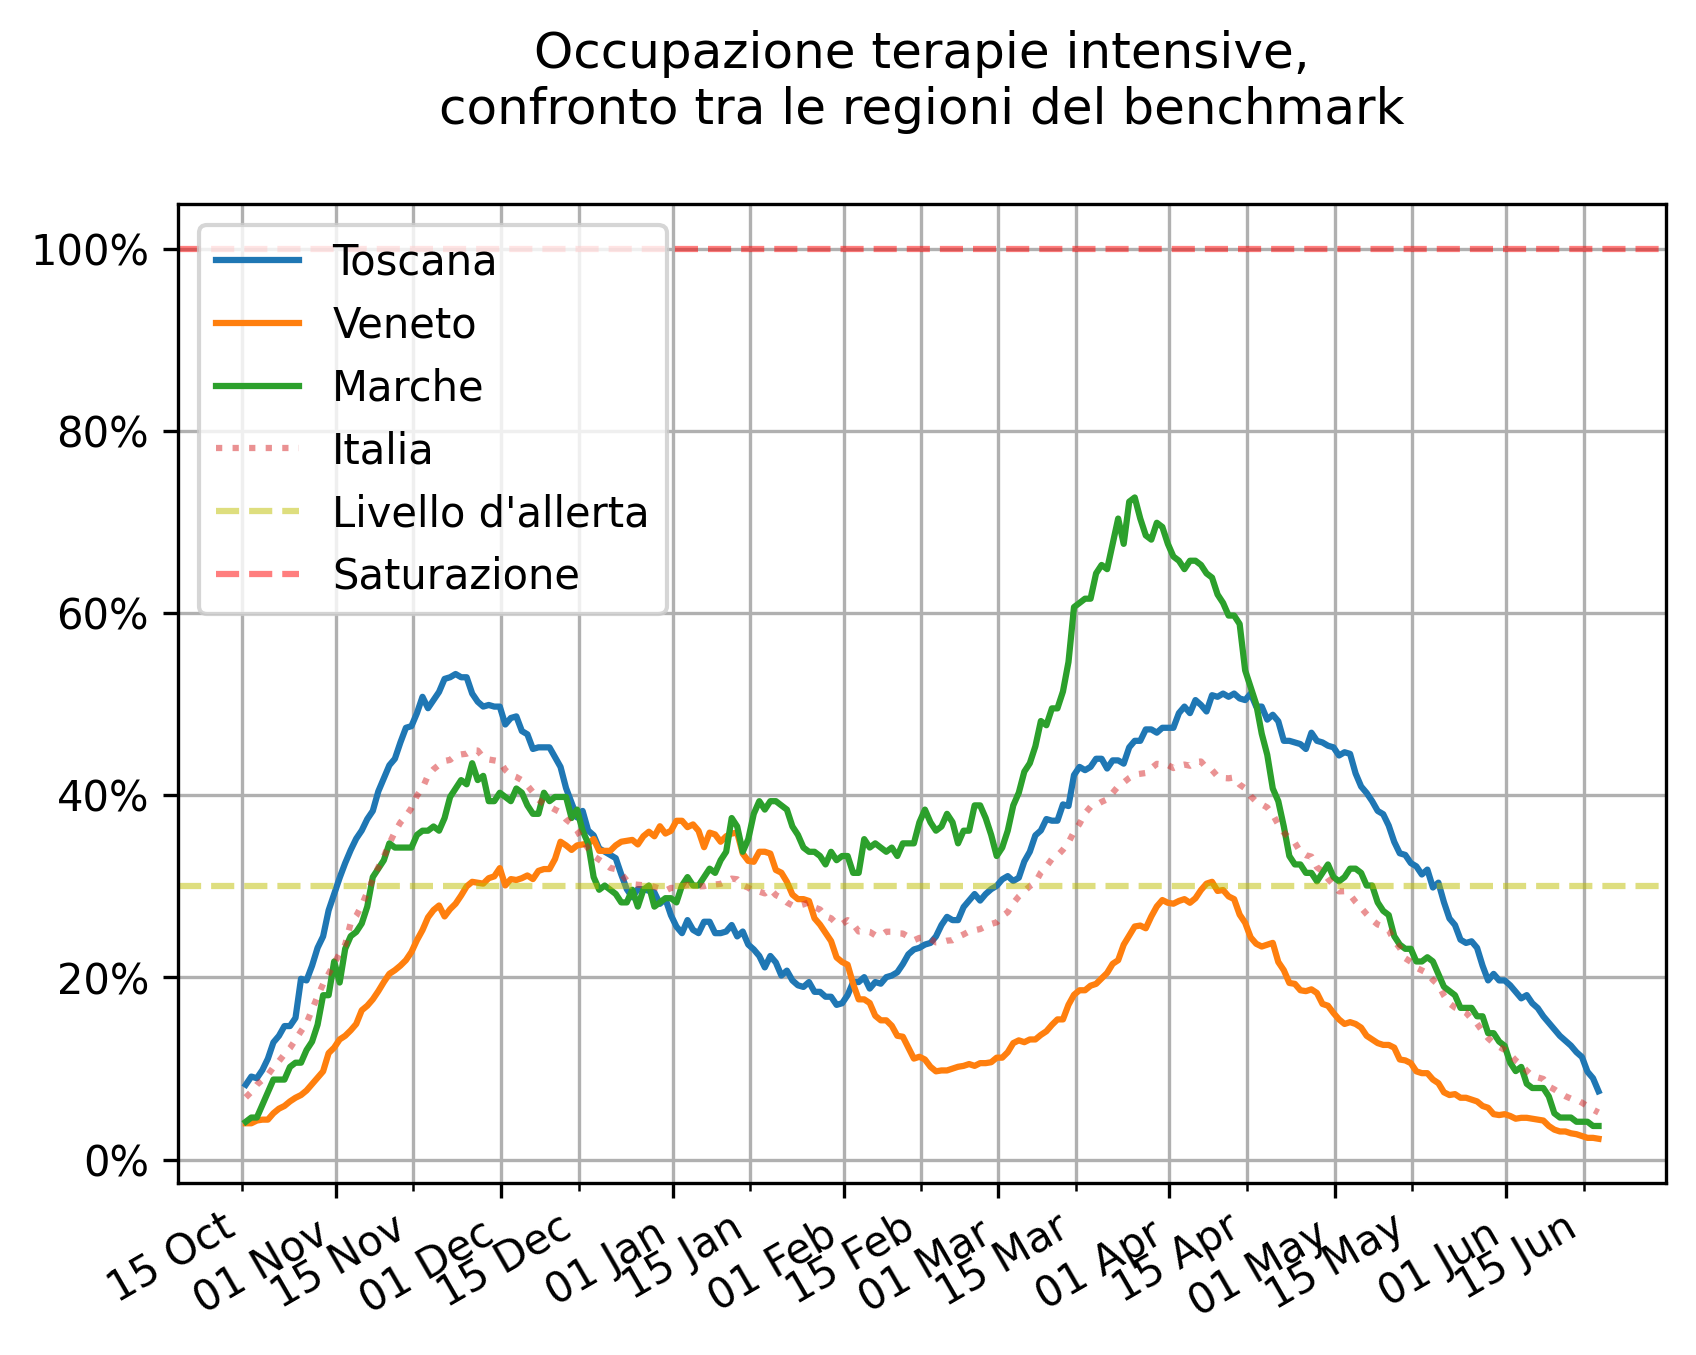 Occupazione terapie intensive,
confronto tra le regioni del benchmark
100%
80%
60%
40%
20%
0%
Toscana
Veneto
Marche
Italia
Livello d'allerta
Saturazione
15 Oct
01 Nov
15 Nov
01 Dec
15 Dec
01 Jan
15 Jan
01 Feb
15 Feb
01 Mar
15 Mar
01 Apr
15 Apr
01 May
15 May
01 Jun
15 Jun